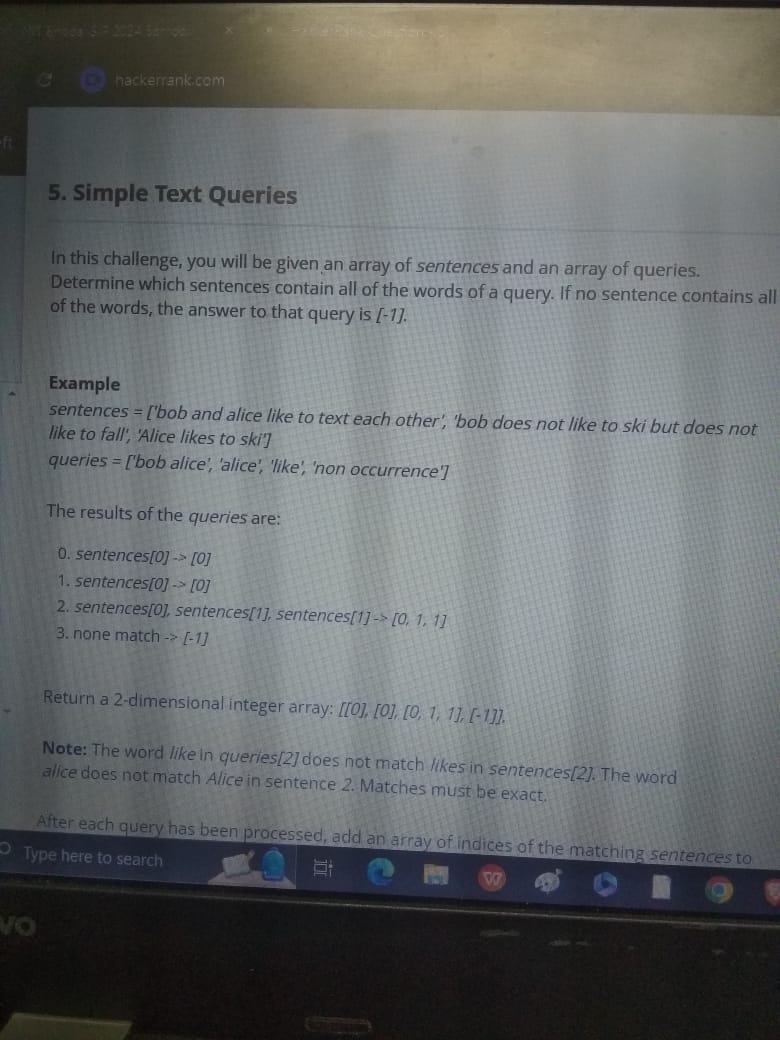 hackerrank.com
5. Simple Text Queries
In this challenge, you will be given an array of sentences and an array of queries.
Determine which sentences contain all of the words of a query. If no sentence contains all
of the words, the answer to that query is [-1].
Example
sentences = ['bob and alice like to text each other', 'bob does not like to ski but does not
like to fall', 'Alice likes to ski']
queries = ['bob alice', 'alice', 'like', 'non occurrence']
The results of the queries are:
0. sentences[0] -> [0]
1. sentences[0] -> [0]
2. sentences[0], sentences[1], sentences[1] -> [0, 1, 1]
3. none match -> [-1]
Return a 2-dimensional integer array: [[0], [0], [0, 1, 1], [-1]].
Note: The word like in queries[2] does not match likes in sentences[2]. The word
alice does not match Alice in sentence 2. Matches must be exact.
After each query has been processed, add an array of indices of the matching sentences to
Type here to search
VO